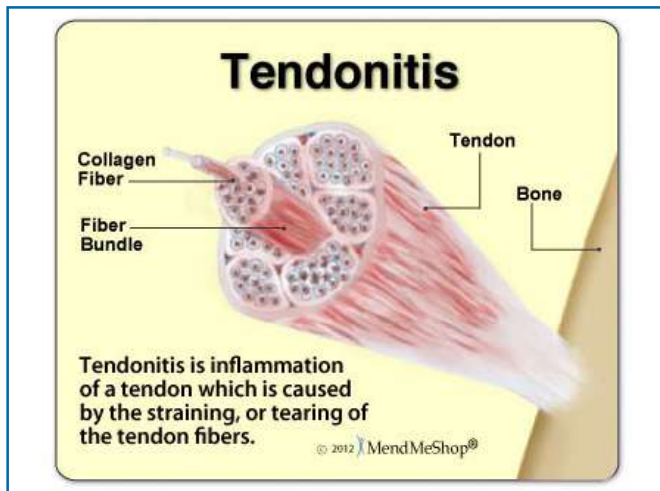 Tendonitis
Collagen
Fiber
Tendon
Bone
Fiber
Bundle
Tendonitis is inflammation
of a tendon which is caused
by the straining, or tearing of
the tendon fibers.
© 2012 MendMeShop®